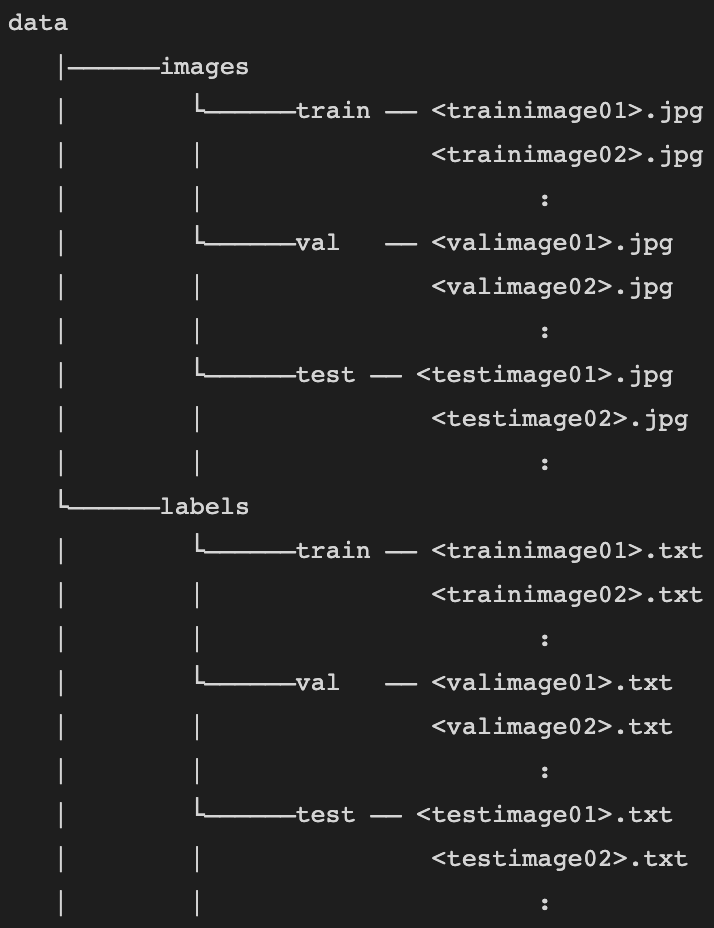 data
│──────images
│ └──────train ── <trainimage01>.jpg
│ │ <trainimage02>.jpg
│ │ :
│ └──────val ── <valimage01>.jpg
│ │ <valimage02>.jpg
│ │ :
│ └──────test ── <testimage01>.jpg
│ │ <testimage02>.jpg
│ │ :
└──────labels
│ └──────train ── <trainimage01>.txt
│ │ <trainimage02>.txt
│ │ :
│ └──────val ── <valimage01>.txt
│ │ <valimage02>.txt
│ │ :
│ └──────test ── <testimage01>.txt
│ │ <testimage02>.txt
│ │ :